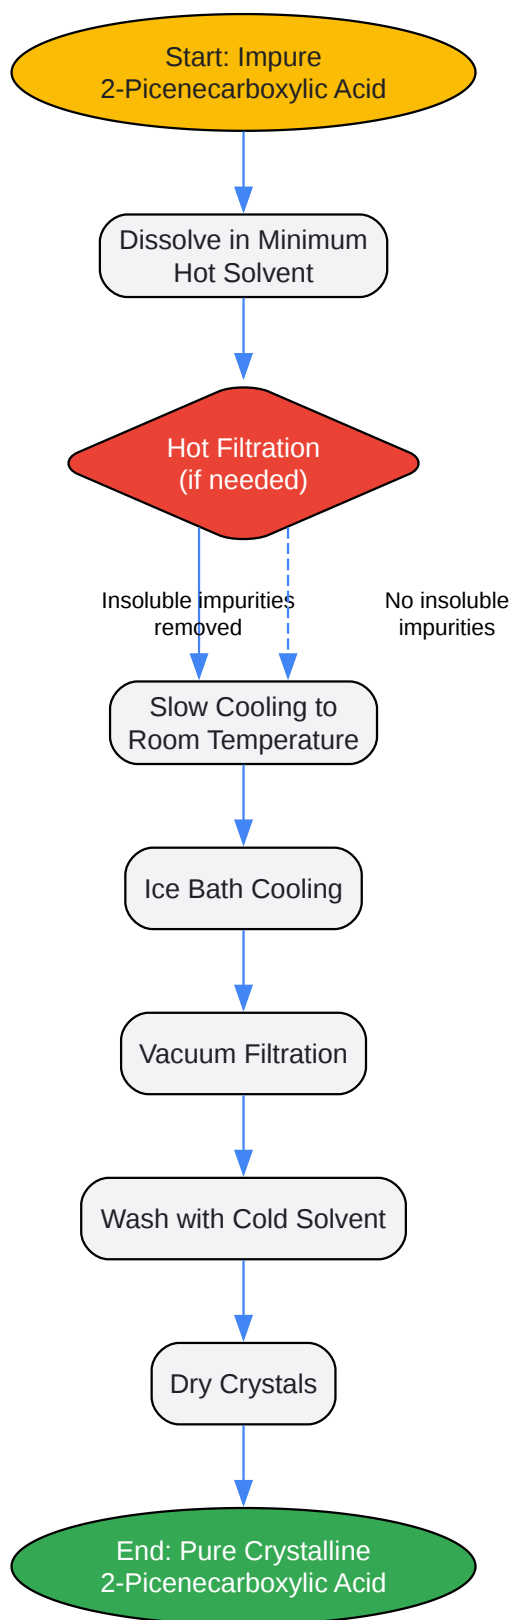 Start: Impure
2-Picenecarboxylic Acid
Dissolve in Minimum
Hot Solvent
Hot Filtration
(if needed)
Insoluble impurities
removed
No insoluble
impurities
Slow Cooling to
Room Temperature
Ice Bath Cooling
Vacuum Filtration
Wash with Cold Solvent
Dry Crystals
End: Pure Crystalline
2-Picenecarboxylic Acid